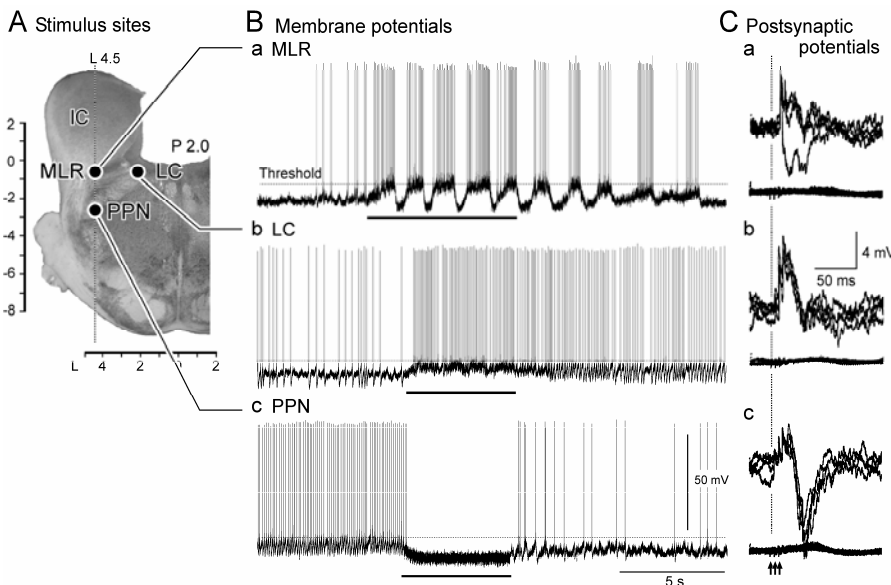 A Stimulus sites
L 4.5
IC
P 2.0
MLR
LC
PPN
2
0
-2
-4
-6
-8
L 4 2 0 2
B Membrane potentials
a MLR
Threshold
b LC
c PPN
50 mV
5 s
C Postsynaptic
potentials
a
b
4 mV
50 ms
c